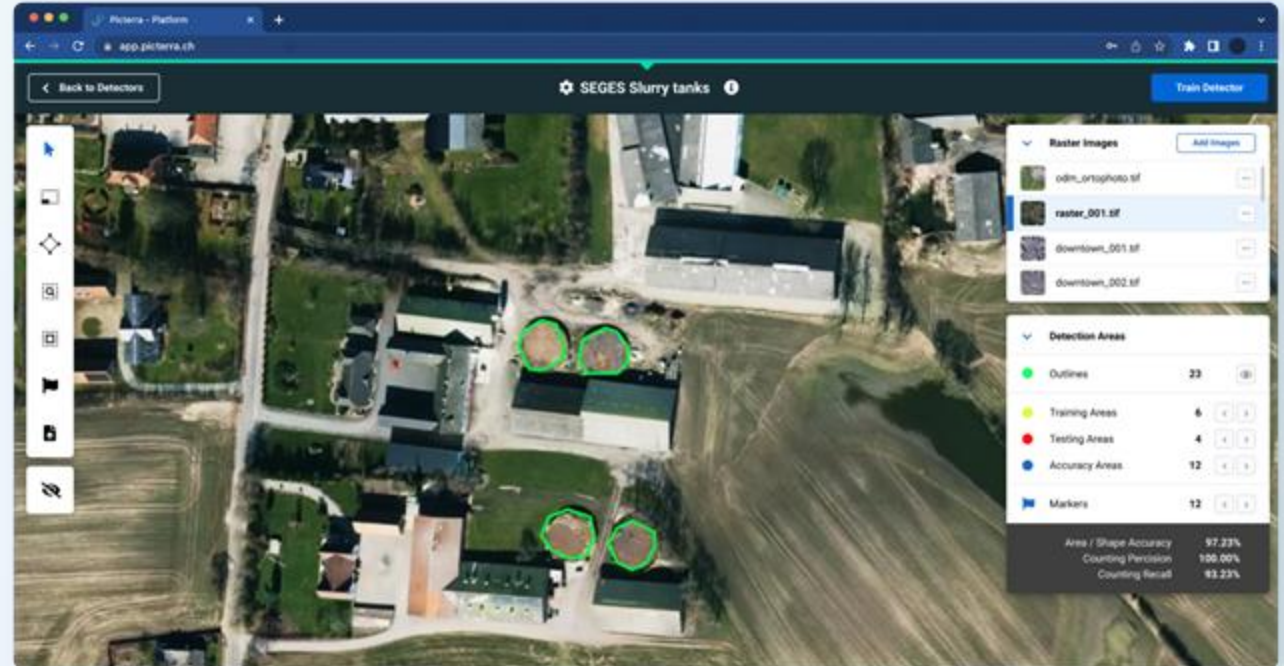 Picterra - Platform
app.picterra.ch
Back to Detectors
SEGES Slurry tanks
Train Detector
Raster Images
Add Images
odm_ortophoto.tif
raster_001.tif
downtown_001.tif
downtown_002.tif
Detection Areas
Outlines 23
Training Areas 6
Testing Areas 4
Accuracy Areas 12
Markers 12
Area / Shape Accuracy 97.23%
Counting Percision 100.00%
Counting Recall 93.23%